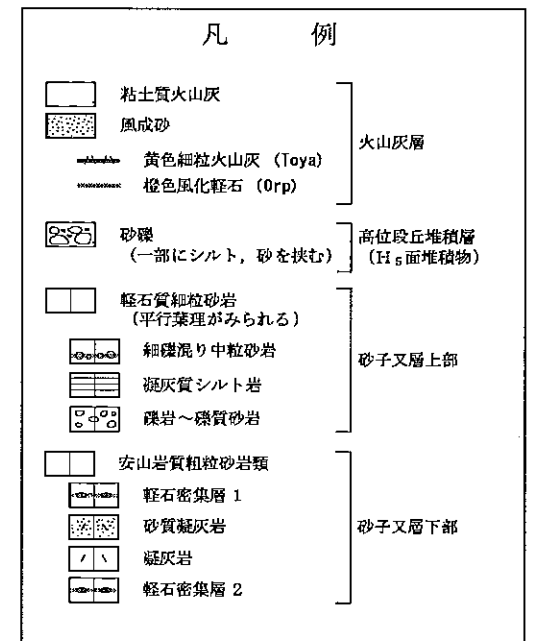 凡 例
粘土質火山灰
風成砂
黄色細粒火山灰 (Toya)
橙色風化軽石 (Orp)
火山灰層
砂礫
(一部にシルト，砂を挟む)
高位段丘堆積層
(H₅面堆積物)
軽石質細粒砂岩
(平行葉理がみられる)
細礫混り中粒砂岩
凝灰質シルト岩
礫岩～礫質砂岩
砂子又層上部
安山岩質粗粒砂岩類
軽石密集層 1
砂質凝灰岩
凝灰岩
軽石密集層 2
砂子又層下部